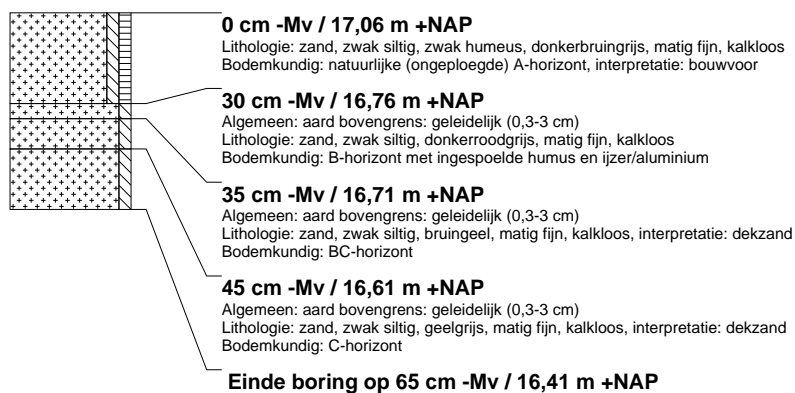 0 cm -Mv / 17,06 m +NAP
Lithologie: zand, zwak siltig, zwak humeus, donkerbruingrijs, matig fijn, kalkloos
Bodemkundig: natuurlijke (ongeploegde) A-horizont, interpretatie: bouwvoor
30 cm -Mv / 16,76 m +NAP
Algemeen: aard bovengrens: geleidelijk (0,3-3 cm)
Lithologie: zand, zwak siltig, donkerroodgrijs, matig fijn, kalkloos
Bodemkundig: B-horizont met ingespoelde humus en ijzer/aluminium
35 cm -Mv / 16,71 m +NAP
Algemeen: aard bovengrens: geleidelijk (0,3-3 cm)
Lithologie: zand, zwak siltig, bruingeel, matig fijn, kalkloos, interpretatie: dekzand
Bodemkundig: BC-horizont
45 cm -Mv / 16,61 m +NAP
Algemeen: aard bovengrens: geleidelijk (0,3-3 cm)
Lithologie: zand, zwak siltig, geelgrijs, matig fijn, kalkloos, interpretatie: dekzand
Bodemkundig: C-horizont
Einde boring op 65 cm -Mv / 16,41 m +NAP